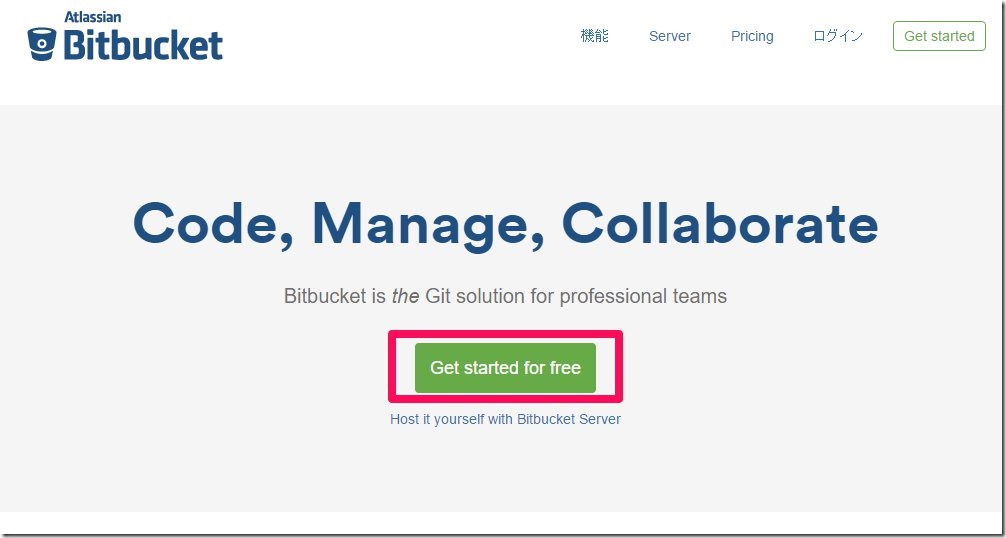 Atlassian
Bitbucket
機能 Server Pricing ログイン Get started
Code, Manage, Collaborate
Bitbucket is the Git solution for professional teams
Get started for free
Host it yourself with Bitbucket Server